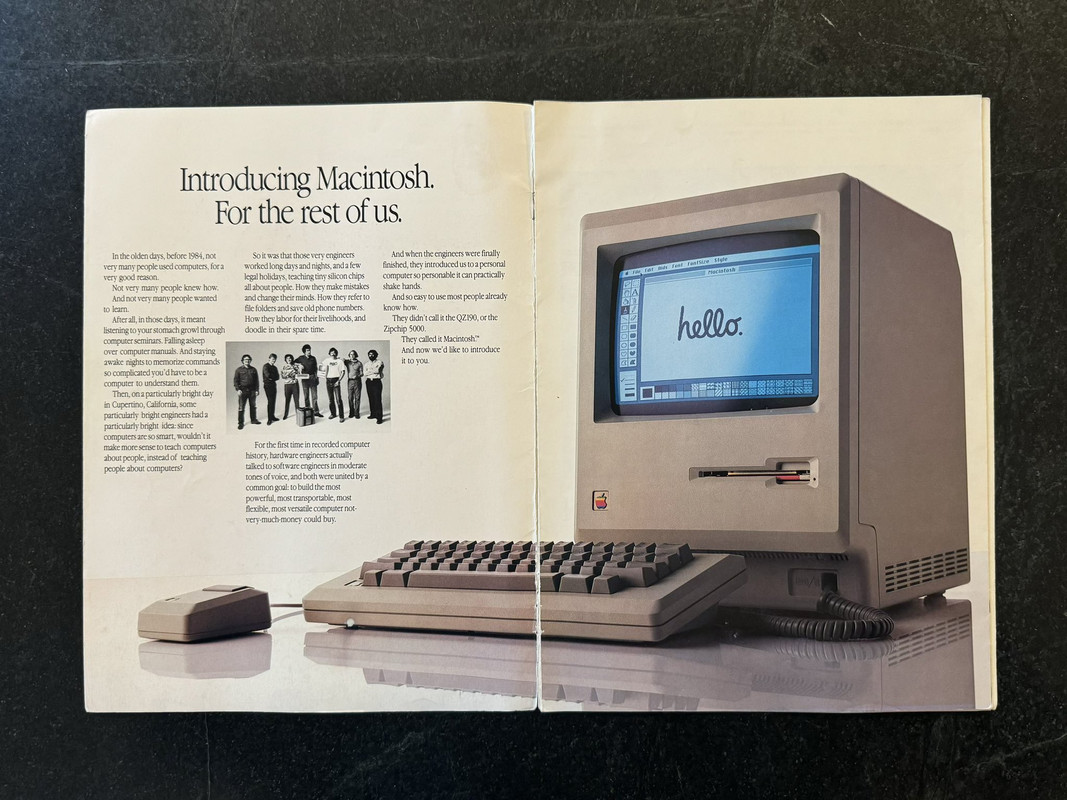 Introducing Macintosh.
For the rest of us.
In the olden days, before 1984, not
very many people used computers, for a
very good reason.
Not very many people knew how.
And not very many people wanted
to learn.
After all, in those days, it meant
listening to your stomach growl through
computer seminars. Falling asleep
over computer manuals. And staying
awake nights to memorize commands
so complicated you'd have to be a
computer to understand them.
Then, on a particularly bright day
in Cupertino, California, some
particularly bright engineers had a
particularly bright idea: since
computers are so smart, wouldn't it
make more sense to teach computers
about people, instead of teaching
people about computers?
So it was that those very engineers
worked long days and nights, and a few
legal holidays, teaching tiny silicon chips
all about people. How they make mistakes
and change their minds. How they refer to
file folders and save old phone numbers.
How they labor for their livelihoods, and
doodle in their spare time.
For the first time in recorded computer
history, hardware engineers actually
talked to software engineers in moderate
tones of voice, and both were united by a
common goal: to build the most
powerful, most transportable, most
flexible, most versatile computer not-
very-much-money could buy.
And when the engineers were finally
finished, they introduced us to a personal
computer so personable it can practically
shake hands.
And so easy to use most people already
know how.
They didn't call it the QZ190, or the
Zipchip 5000.
They called it Macintosh.™
And now we'd like to introduce
it to you.
File Edit Goodies Font FontSize Style
Macintosh
hello.